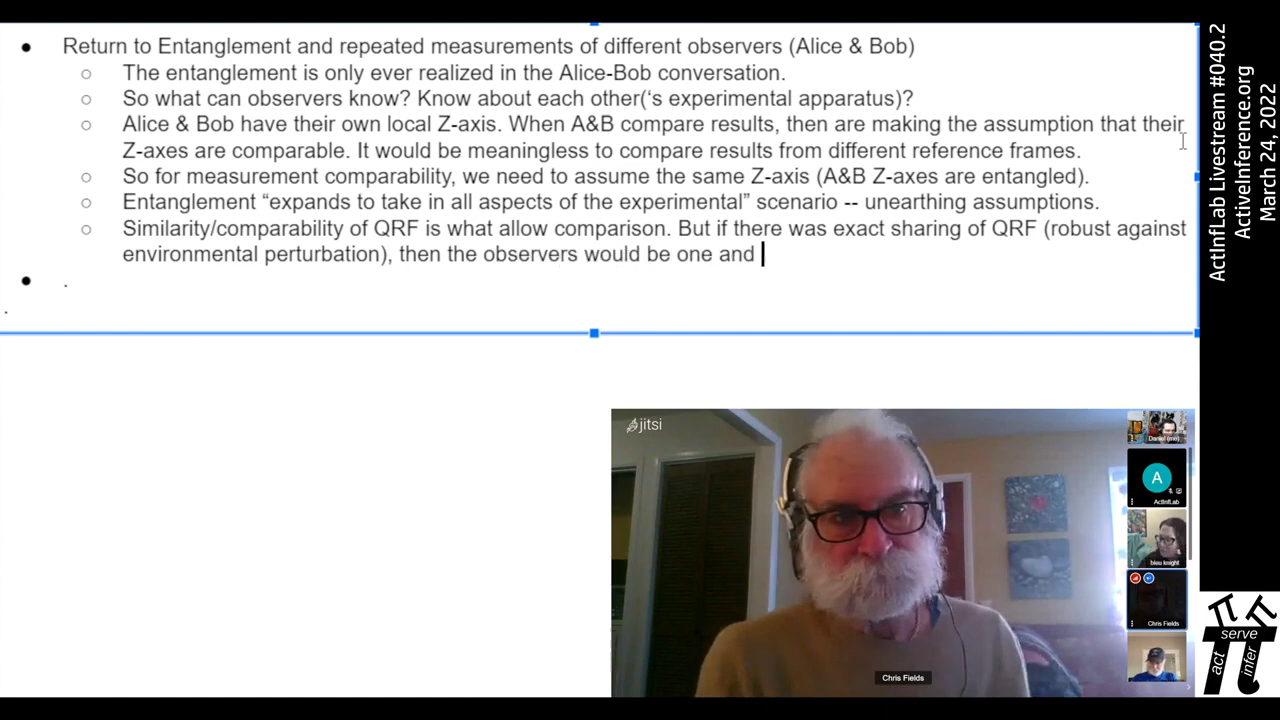 ● Return to Entanglement and repeated measurements of different observers (Alice & Bob)
○ The entanglement is only ever realized in the Alice-Bob conversation.
○ So what can observers know? Know about each other('s experimental apparatus)?
○ Alice & Bob have their own local Z-axis. When A&B compare results, then are making the assumption that their
Z-axes are comparable. It would be meaningless to compare results from different reference frames.
○ So for measurement comparability, we need to assume the same Z-axis (A&B Z-axes are entangled).
○ Entanglement “expands to take in all aspects of the experimental” scenario -- unearthing assumptions.
○ Similarity/comparability of QRF is what allow comparison. But if there was exact sharing of QRF (robust against
environmental perturbation), then the observers would be one and
● .
.
ActInfLab Livestream #040.2
ActiveInference.org
March 24, 2022
jitsi
Daniel (me)
A
ActInfLab
bleu knight
Chris Fields
Chris Fields
act
serve
infer